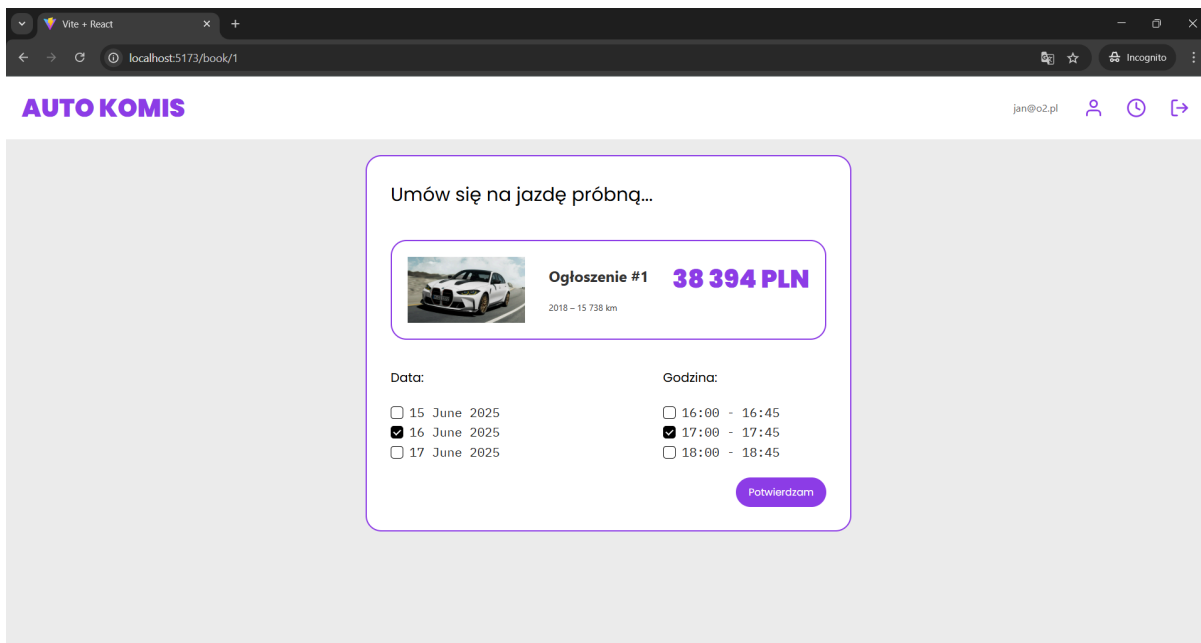 Vite + React
localhost:5173/book/1
Incognito
AUTO KOMIS
jan@o2.pl
Umów się na jazdę próbną...
Ogłoszenie #1
38 394 PLN
2018 – 15 738 km
Data:
Godzina:
15 June 2025
16:00 - 16:45
16 June 2025
17:00 - 17:45
17 June 2025
18:00 - 18:45
Potwierdzam